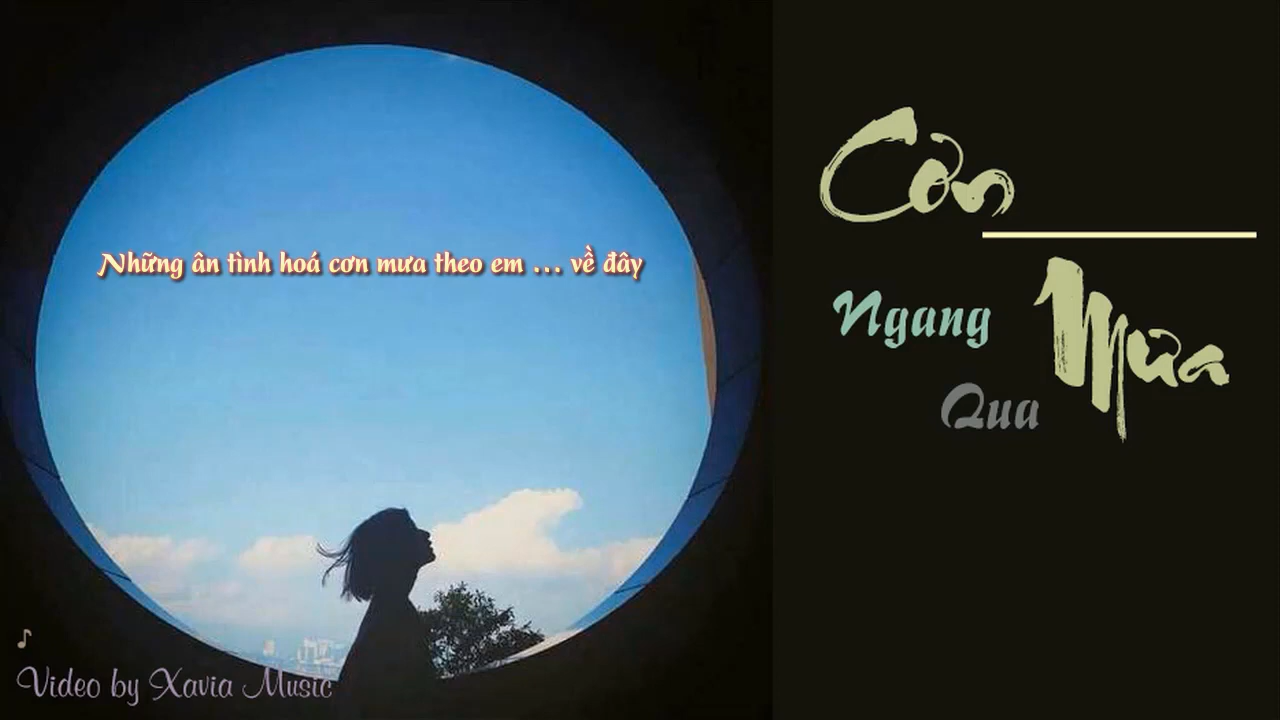 Những ân tình hoá cơn mưa theo em ... về đây
Cơn
Mưa
Ngang
Qua
Video by Xavia Music